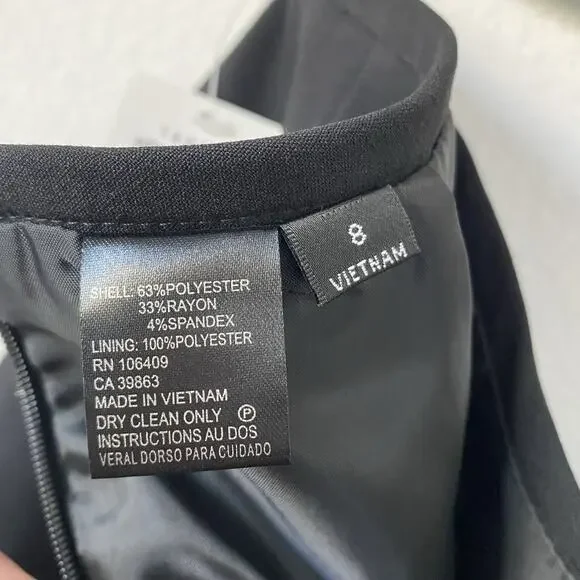 SHELL: 63%POLYESTER
33%RAYON
4%SPANDEX
LINING: 100%POLYESTER
RN 106409
CA 39863
MADE IN VIETNAM
DRY CLEAN ONLY Ⓟ
INSTRUCTIONS AU DOS
VERAL DORSO PARA CUIDADO
8
VIETNAM